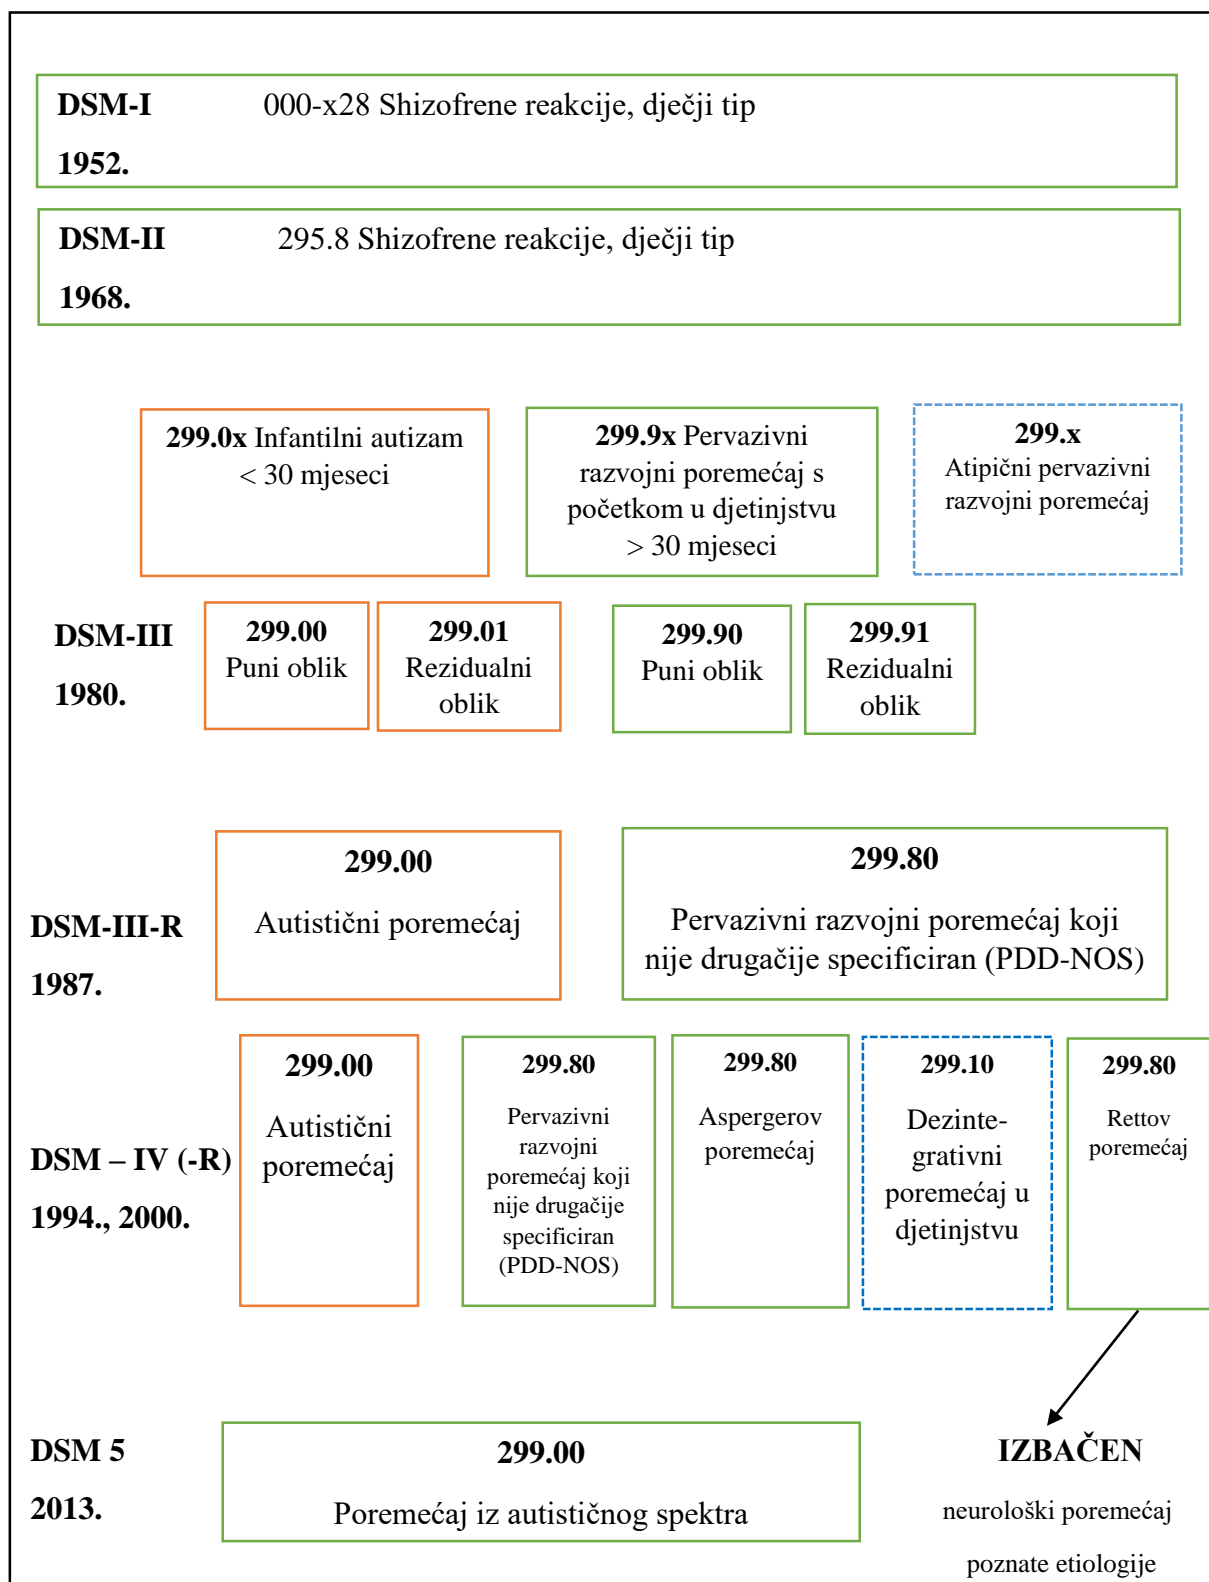 DSM-I 000-x28 Shizofrene reakcije, dječji tip
1952.
DSM-II 295.8 Shizofrene reakcije, dječji tip
1968.
299.0x Infantilni autizam
< 30 mjeseci
299.9x Pervazivni
razvojni poremećaj s
početkom u djetinjstvu
> 30 mjeseci
299.x
Atipični pervazivni
razvojni poremećaj
DSM-III
1980.
299.00
Puni oblik
299.01
Rezidualni
oblik
299.90
Puni oblik
299.91
Rezidualni
oblik
DSM-III-R
1987.
299.00
Autistični poremećaj
299.80
Pervazivni razvojni poremećaj koji
nije drugačije specificiran (PDD-NOS)
DSM – IV (-R)
1994., 2000.
299.00
Autistični
poremećaj
299.80
Pervazivni
razvojni
poremećaj koji
nije drugačije
specificiran
(PDD-NOS)
299.80
Aspergerov
poremećaj
299.10
Dezinte-
grativni
poremećaj u
djetinjstvu
299.80
Rettov
poremećaj
DSM 5
2013.
299.00
Poremećaj iz autističnog spektra
IZBAČEN
neurološki poremećaj
poznate etiologije